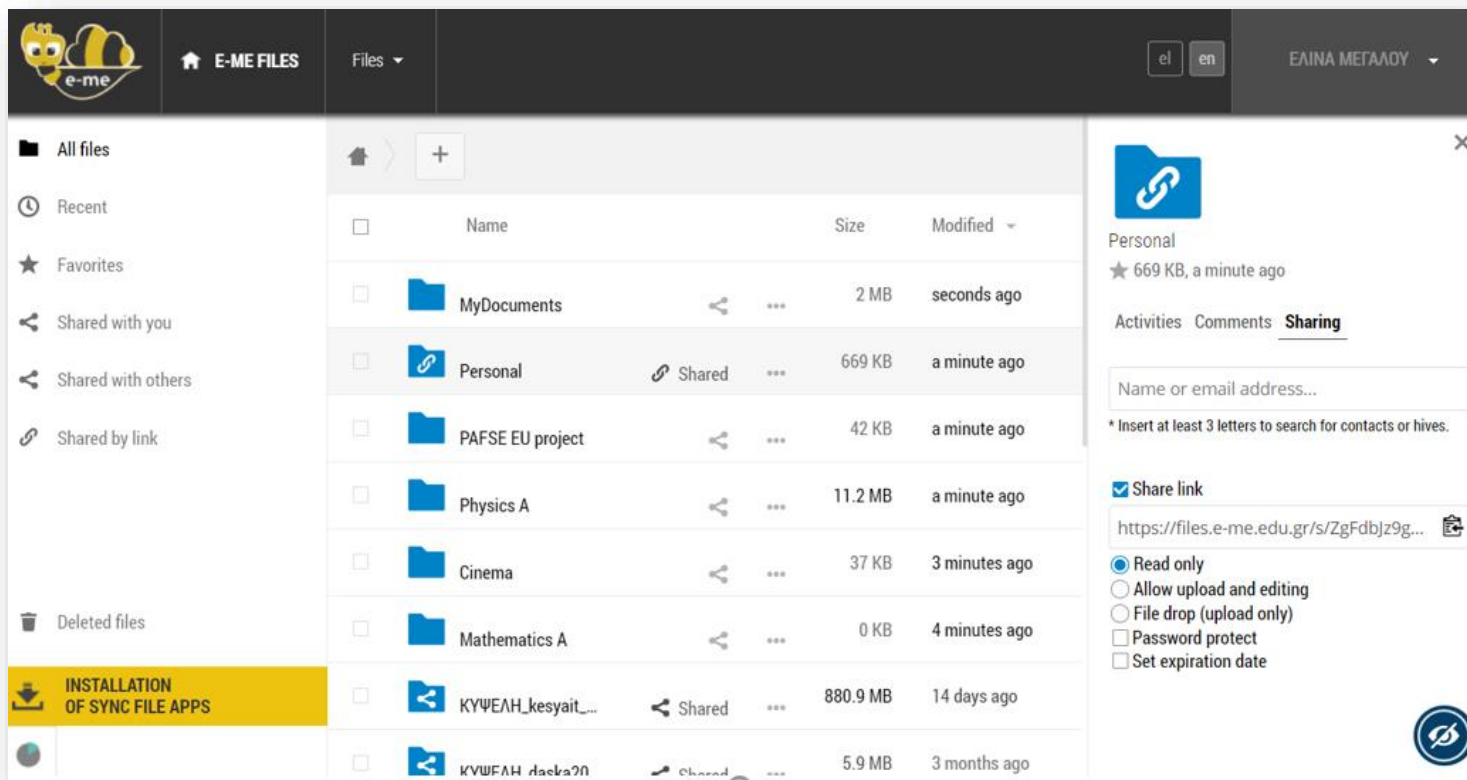 e-me
E-ME FILES
Files
el
en
ΕΛΙΝΑ ΜΕΓΑΛΟΥ
All files
Recent
Favorites
Shared with you
Shared with others
Shared by link
Deleted files
INSTALLATION
OF SYNC FILE APPS
+
Name Size Modified
MyDocuments ... 2 MB seconds ago
Personal Shared ... 669 KB a minute ago
PAFSE EU project ... 42 KB a minute ago
Physics A ... 11.2 MB a minute ago
Cinema ... 37 KB 3 minutes ago
Mathematics A ... 0 KB 4 minutes ago
ΚΥΨΕΛΗ_kesyait_... Shared ... 880.9 MB 14 days ago
ΚΥΨΕΛΗ_daska20 Shared ... 5.9 MB 3 months ago
Personal
669 KB, a minute ago
Activities Comments Sharing
Name or email address...
* Insert at least 3 letters to search for contacts or hives.
Share link
https://files.e-me.edu.gr/s/ZgFdbJz9g...
Read only
Allow upload and editing
File drop (upload only)
Password protect
Set expiration date